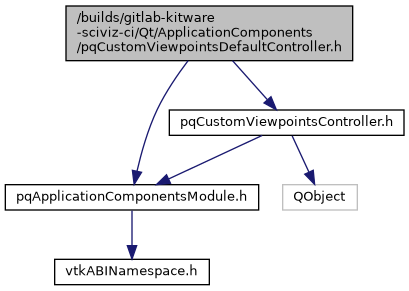 /builds/gitlab-kitware
-sciviz-ci/Qt/ApplicationComponents
/pqCustomViewpointsDefaultController.h
pqCustomViewpointsController.h
pqApplicationComponentsModule.h
QObject
vtkABINamespace.h